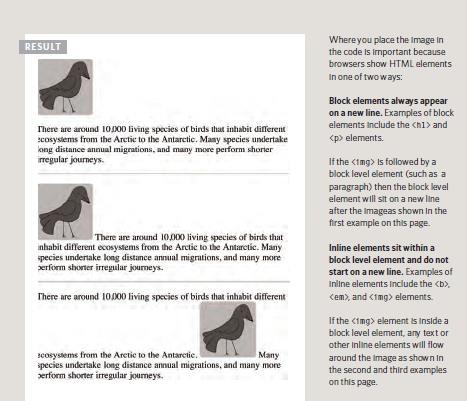 RESULT
There are around 10,000 living species of birds that inhabit different
ecosystems from the Arctic to the Antarctic. Many species undertake
long distance annual migrations, and many more perform shorter
irregular journeys.
There are around 10,000 living species of birds that
inhabit different ecosystems from the Arctic to the Antarctic. Many
species undertake long distance annual migrations, and many more
perform shorter irregular journeys.
There are around 10,000 living species of birds that inhabit different
ecosystems from the Arctic to the Antarctic. Many
species undertake long distance annual migrations, and many more
perform shorter irregular journeys.
Where you place the image in
the code is important because
browsers show HTML elements
in one of two ways:
Block elements always appear
on a new line. Examples of block
elements include the <h1> and
<p> elements.
If the <img> is followed by a
block level element (such as a
paragraph) then the block level
element will sit on a new line
after the image as shown in the
first example on this page.
Inline elements sit within a
block level element and do not
start on a new line. Examples of
inline elements include the <b>,
<em>, and <img> elements.
If the <img> element is inside a
block level element, any text or
other inline elements will flow
around the image as shown in
the second and third examples
on this page.